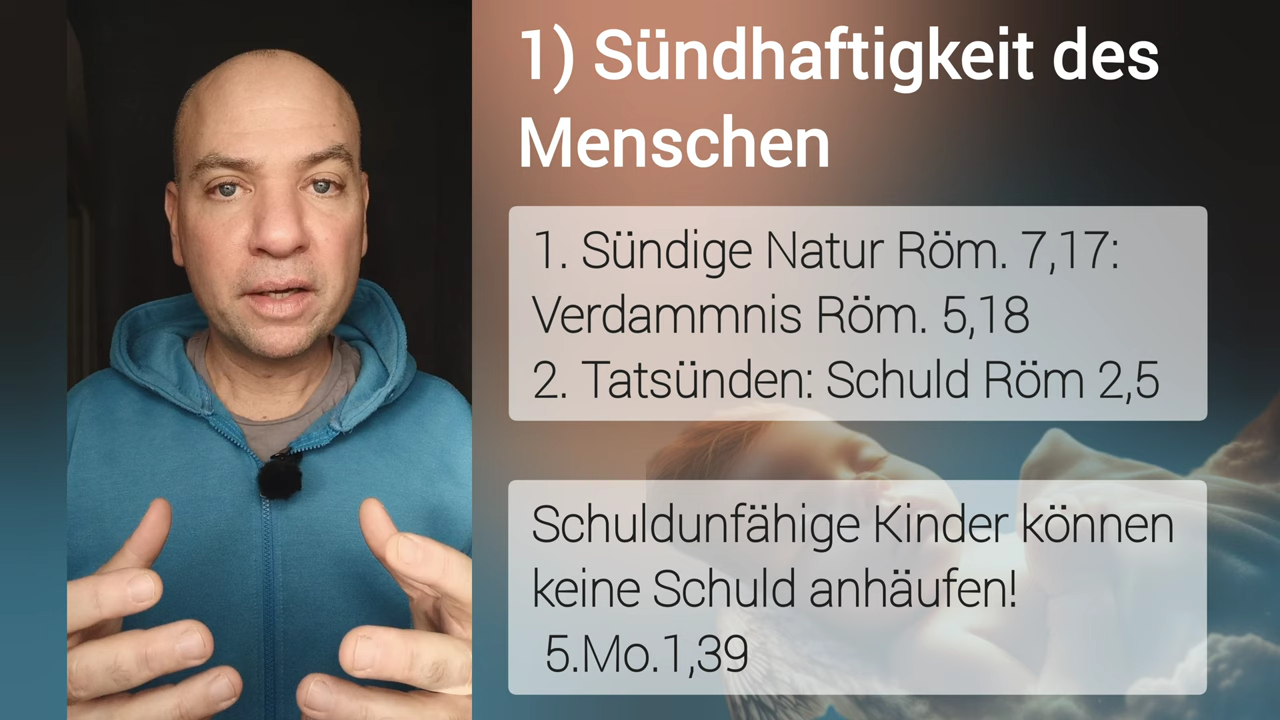 1) Sündhaftigkeit des
Menschen
1. Sündige Natur Röm. 7,17:
Verdammnis Röm. 5,18
2. Tatsünden: Schuld Röm 2,5
Schuldunfähige Kinder können
keine Schuld anhäufen!
5.Mo.1,39